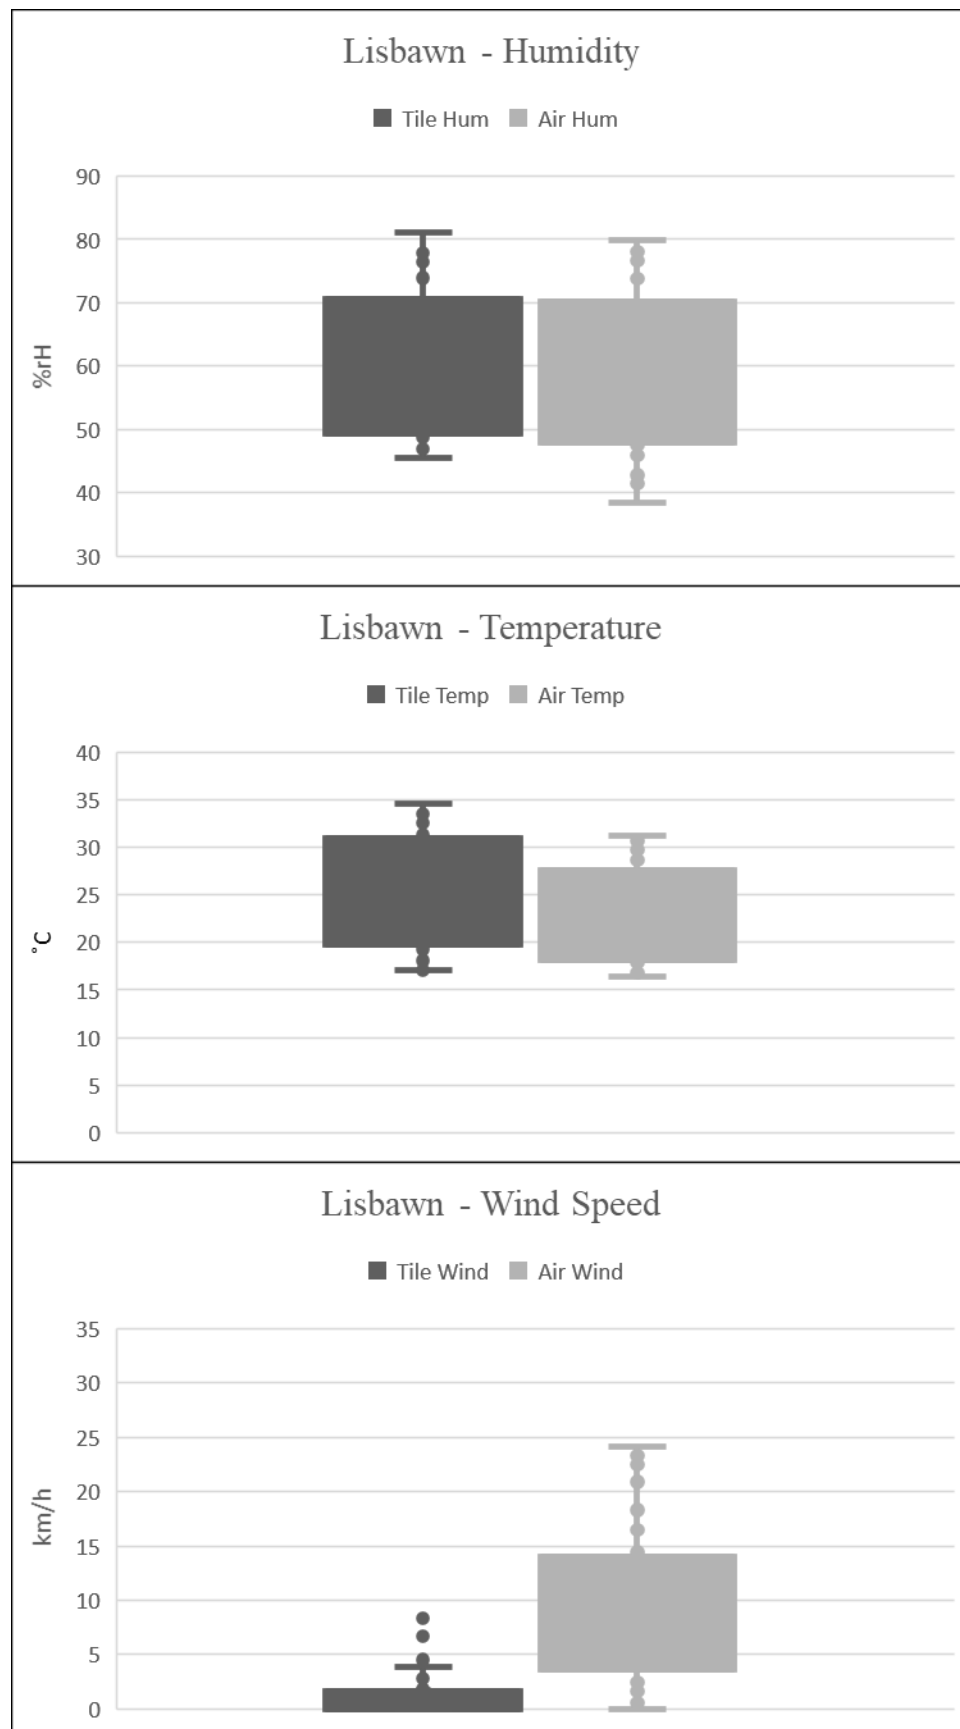 Lisbawn - Humidity
Tile Hum Air Hum
90
80
70
60
50
40
30
%rH
Lisbawn - Temperature
Tile Temp Air Temp
40
35
30
25
20
15
10
5
0
°C
Lisbawn - Wind Speed
Tile Wind Air Wind
35
30
25
20
15
10
5
0
km/h